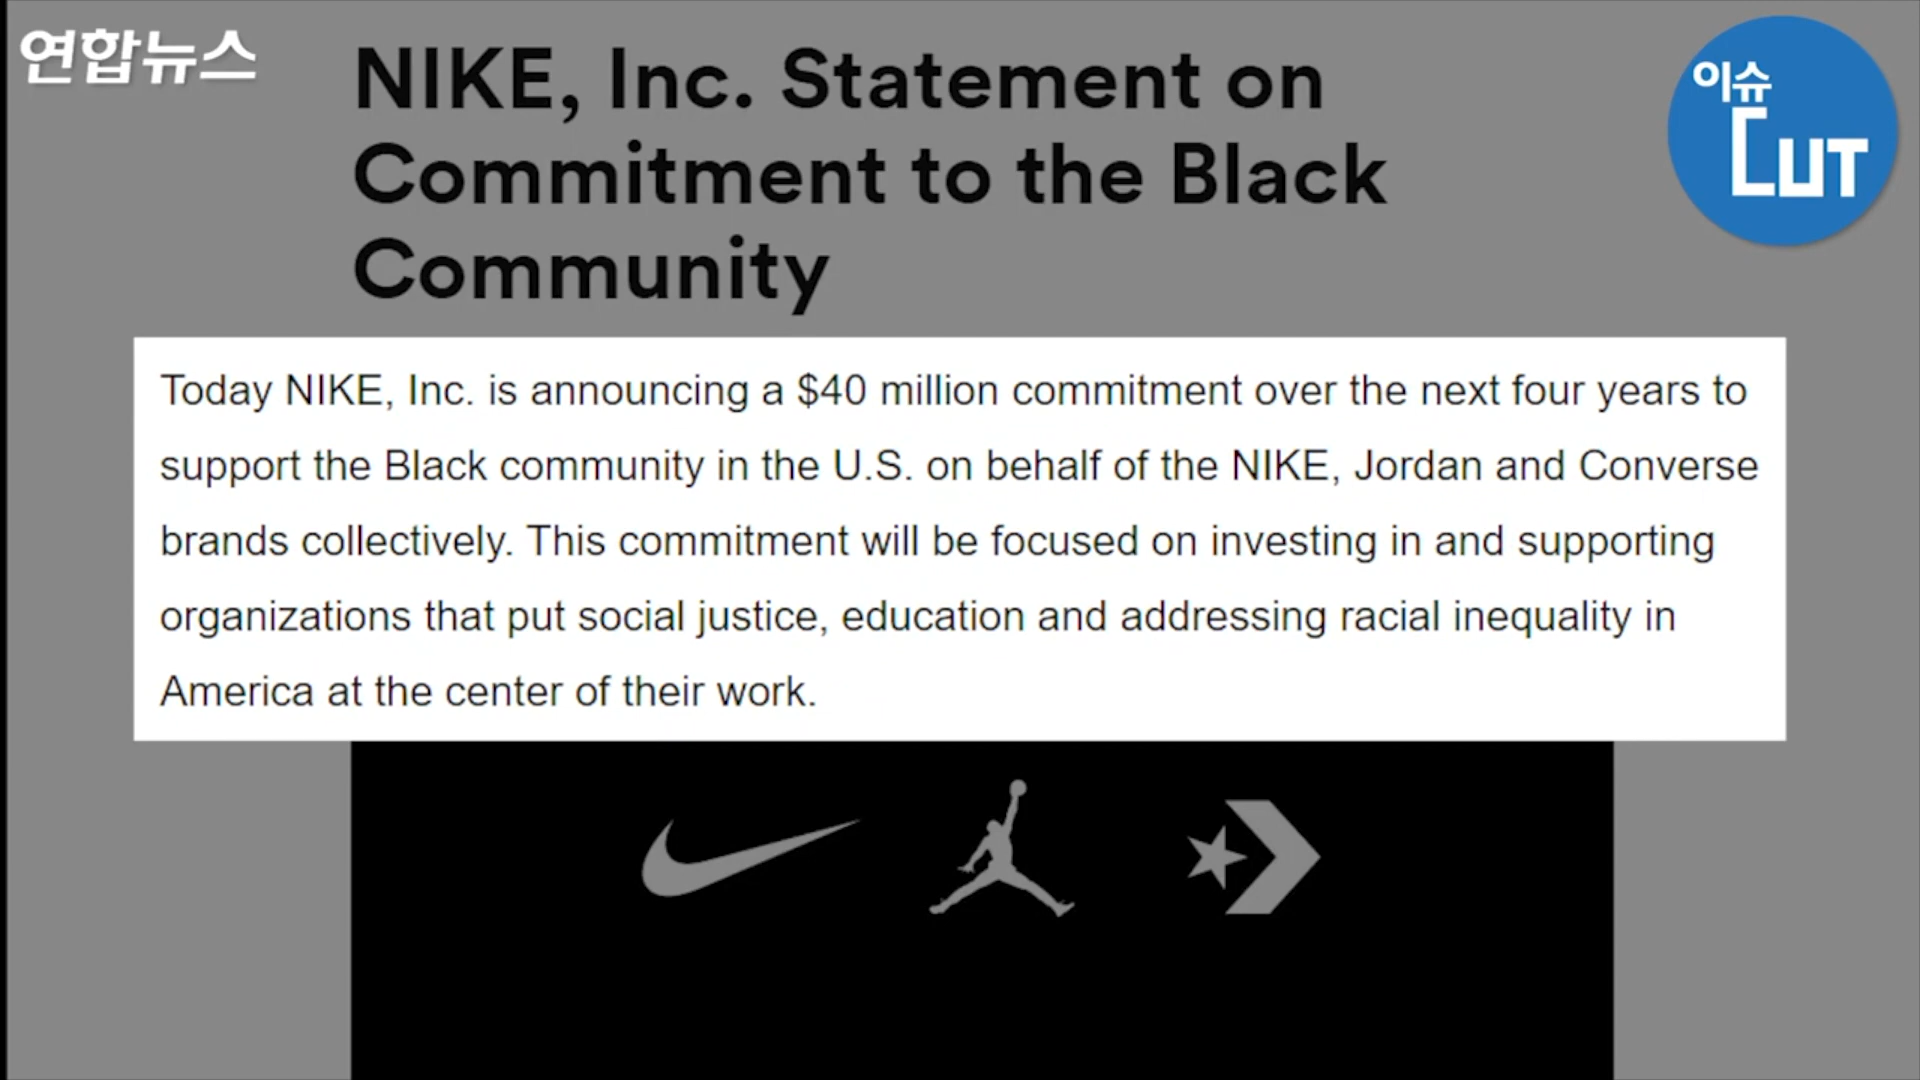 연합뉴스
NIKE, Inc. Statement on
Commitment to the Black
Community
이슈
CUT
Today NIKE, Inc. is announcing a $40 million commitment over the next four years to
support the Black community in the U.S. on behalf of the NIKE, Jordan and Converse
brands collectively. This commitment will be focused on investing in and supporting
organizations that put social justice, education and addressing racial inequality in
America at the center of their work.